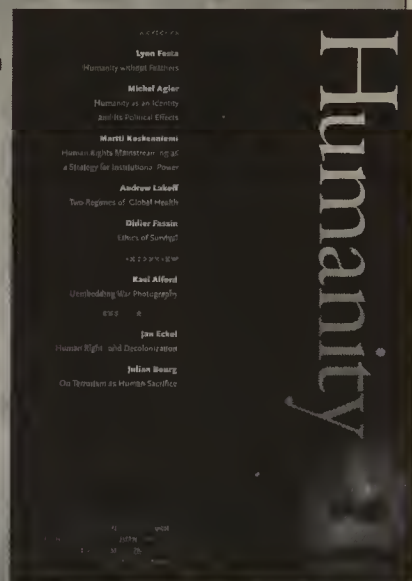 Humanity
Lynn Festa
Humanity without Feathers
Michel Agier
Humanity as an Identity
and Its Political Effects
Martti Koskenniemi
Human Rights Mainstreaming as
a Strategy for Institutional Power
Andrew Lakoff
Two Regimes of Global Health
Didier Fassin
Ethics of Survival
Kael Alford
Unembedding War Photography
Jan Eckel
Human Rights and Decolonization
Julian Bourg
On Terrorism as Human Sacrifice